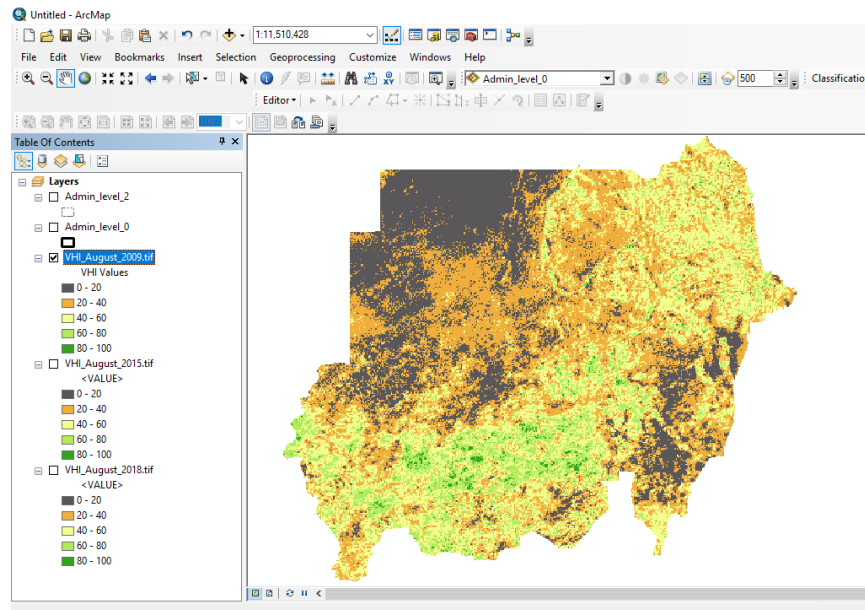 Untitled - ArcMap
1:11,510,428
File Edit View Bookmarks Insert Selection Geoprocessing Customize Windows Help
Admin_level_0 500 Classificatio
Editor
Table Of Contents
Layers
Admin_level_2
Admin_level_0
VHI_August_2009.tif
VHI Values
0 - 20
20 - 40
40 - 60
60 - 80
80 - 100
VHI_August_2015.tif
<VALUE>
0 - 20
20 - 40
40 - 60
60 - 80
80 - 100
VHI_August_2018.tif
<VALUE>
0 - 20
20 - 40
40 - 60
60 - 80
80 - 100